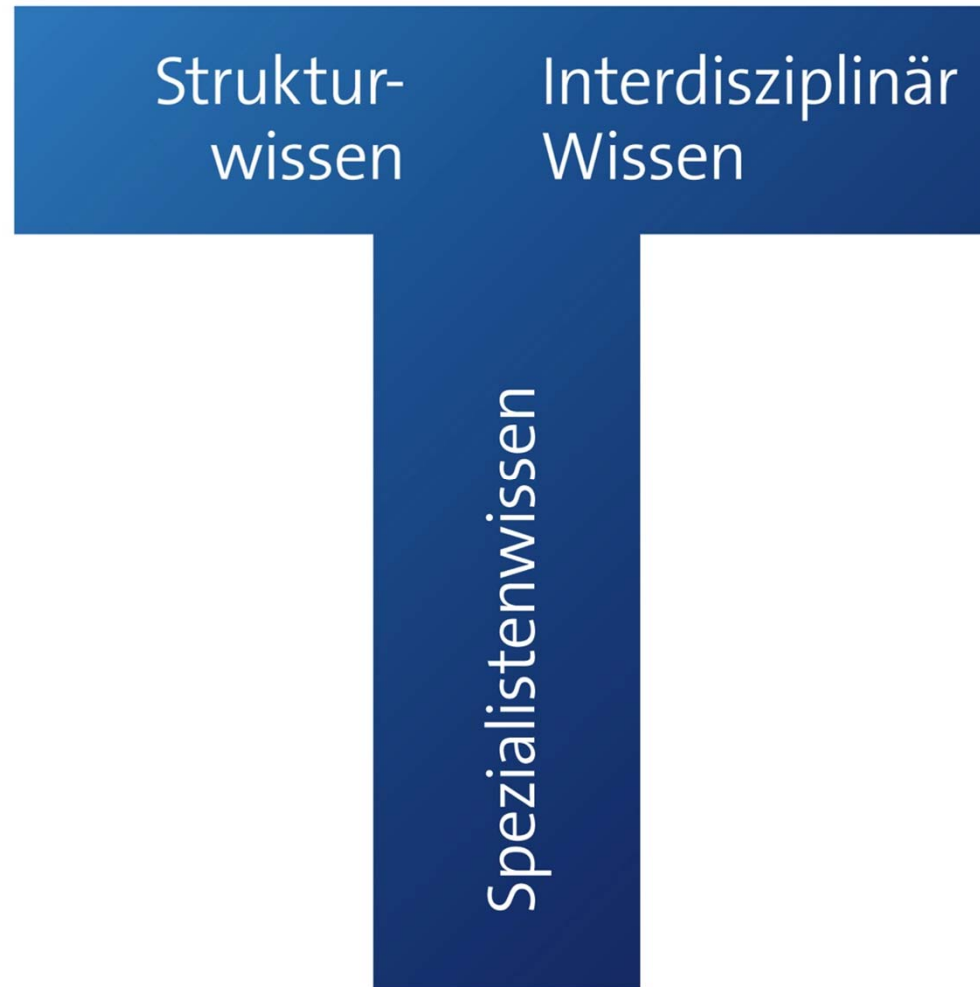 Struktur-
wissen
Interdisziplinär
Wissen
Spezialistenwissen